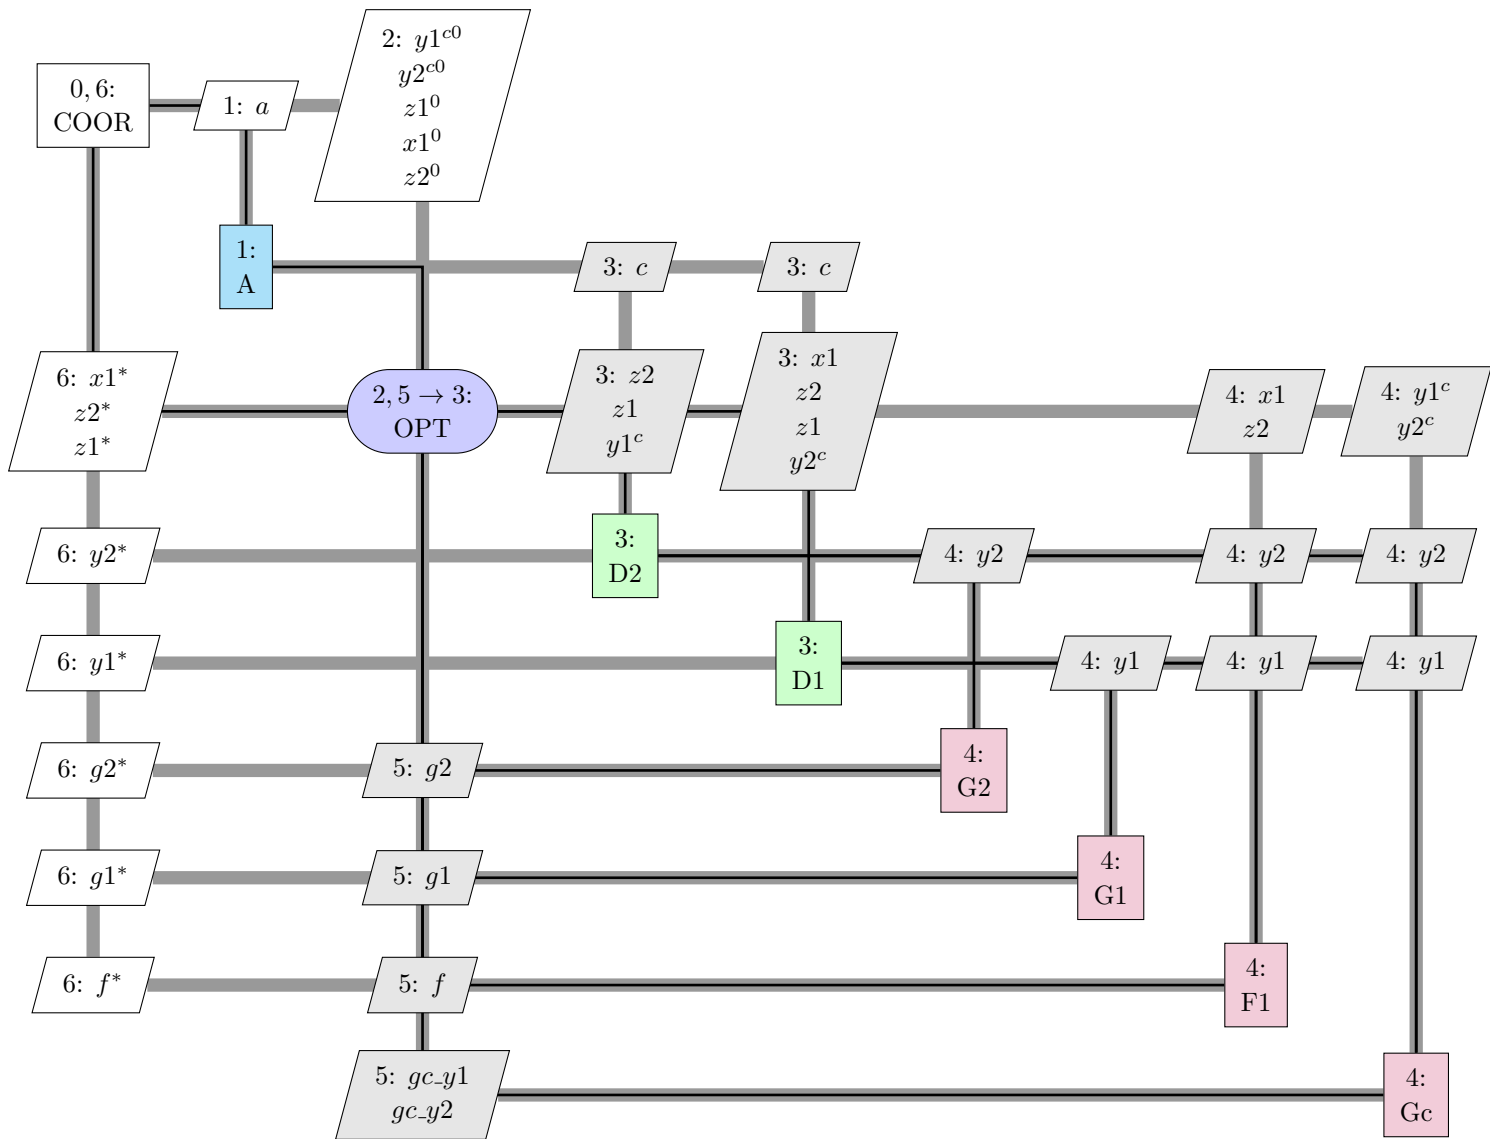 2: y1^{c0}
y2^{c0}
z1^0
x1^0
z2^0
0, 6:
COOR
1: a
1:
A
3: c
3: c
6: x1*
z2*
z1*
2, 5 → 3:
OPT
3: z2
z1
y1^c
3: x1
z2
z1
y2^c
4: x1
z2
4: y1^c
y2^c
6: y2*
3:
D2
4: y2
4: y2
4: y2
6: y1*
3:
D1
4: y1
4: y1
4: y1
6: g2*
5: g2
4:
G2
6: g1*
5: g1
4:
G1
6: f*
5: f
4:
F1
5: gc_y1
gc_y2
4:
Gc